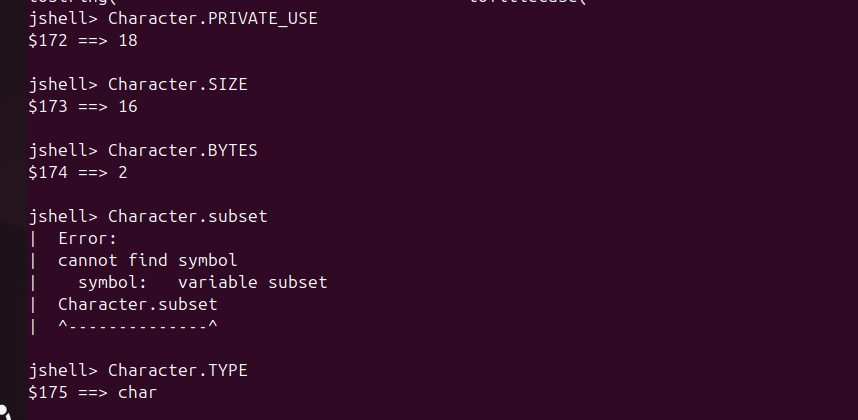 jshell> Character.PRIVATE_USE
$172 ==> 18
jshell> Character.SIZE
$173 ==> 16
jshell> Character.BYTES
$174 ==> 2
jshell> Character.subset
|  Error:
|  cannot find symbol
|    symbol:   variable subset
|  Character.subset
|  ^--------------^
jshell> Character.TYPE
$175 ==> char